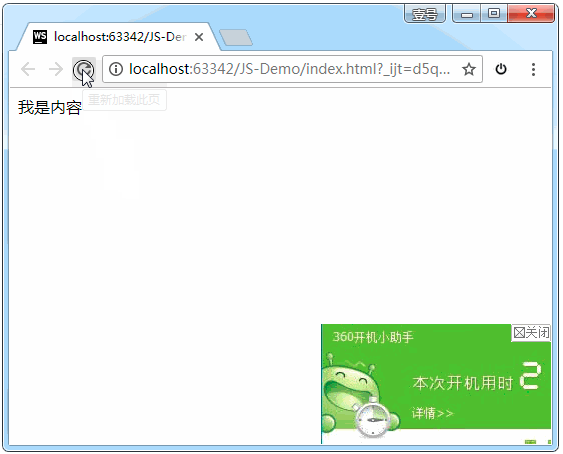 壹号
WS localhost:63342/JS-Der
localhost:63342/JS-Demo/index.html?_ijt=d5q...
重新加载此页
我是内容
关闭
360开机小助手
本次开机用时2
详情>>